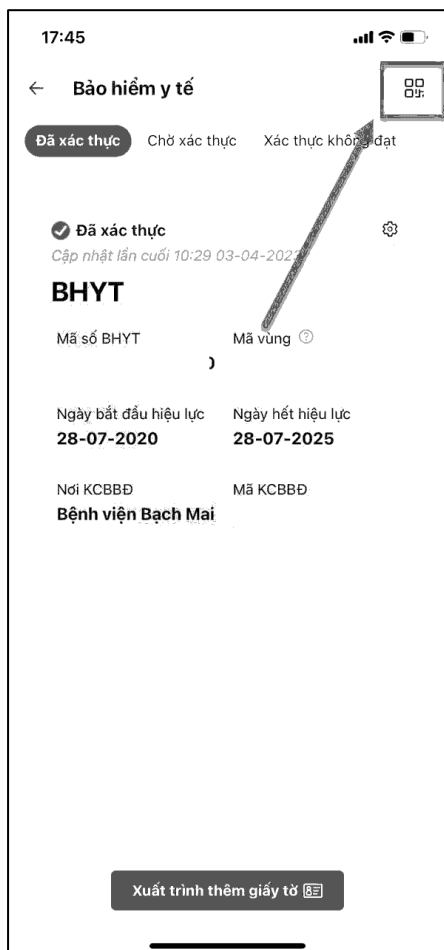 17:45
Bảo hiểm y tế
Đã xác thực Chờ xác thực Xác thực không đạt
Đã xác thực
Cập nhật lần cuối 10:29 03-04-202
BHYT
Mã số BHYT Mã vùng
Ngày bắt đầu hiệu lực Ngày hết hiệu lực
28-07-2020 28-07-2025
Nơi KCBBĐ Mã KCBBĐ
Bệnh viện Bạch Mai
Xuất trình thêm giấy tờ